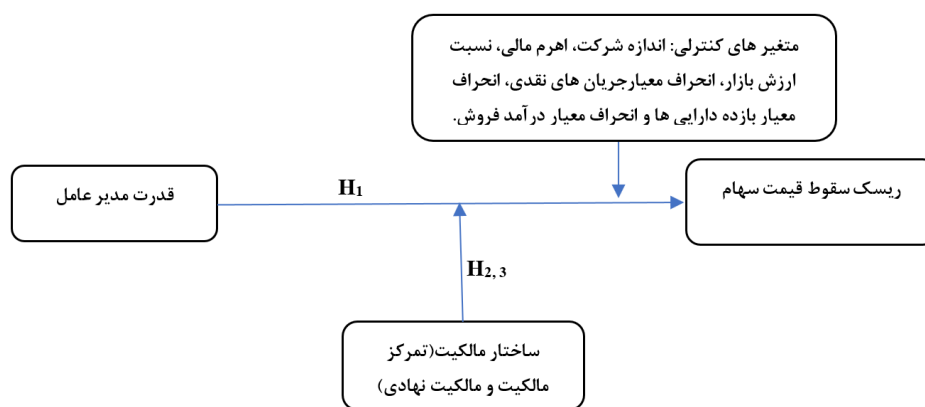 متغیر های کنترلی: اندازه شرکت، اهرم مالی، نسبت
ارزش بازار، انحراف معیارجریان های نقدی، انحراف
معیار بازده دارایی ها و انحراف معیار درآمد فروش.
ریسک سقوط قیمت سهام
H1
قدرت مدیر عامل
H2, 3
ساختار مالکیت(تمرکز
مالکیت و مالکیت نهادی)